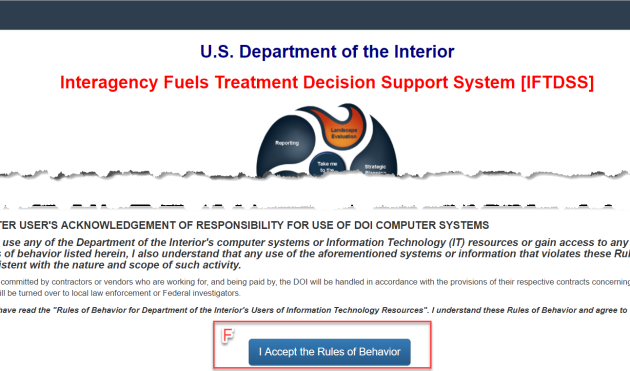 U.S. Department of the Interior
Interagency Fuels Treatment Decision Support System [IFTDSS]
Landscape
Evaluation
Reporting
Take me
to the
Strategic
TER USER'S ACKNOWLEDGEMENT OF RESPONSIBILITY FOR USE OF DOI COMPUTER SYSTEMS
use any of the Department of the Interior's computer systems or Information Technology (IT) resources or gain access to any
s of behavior listed herein, I also understand that any use of the aforementioned systems or information that violates these Rul
istent with the nature and scope of such activity.
committed by contractors or vendors who are working for, and being paid by, the DOI will be handled in accordance with the provisions of their respective contracts concerning
ill be turned over to local law enforcement or Federal investigators.
have read the "Rules of Behavior for Department of the Interior's Users of Information Technology Resources". I understand these Rules of Behavior and agree to
F
I Accept the Rules of Behavior